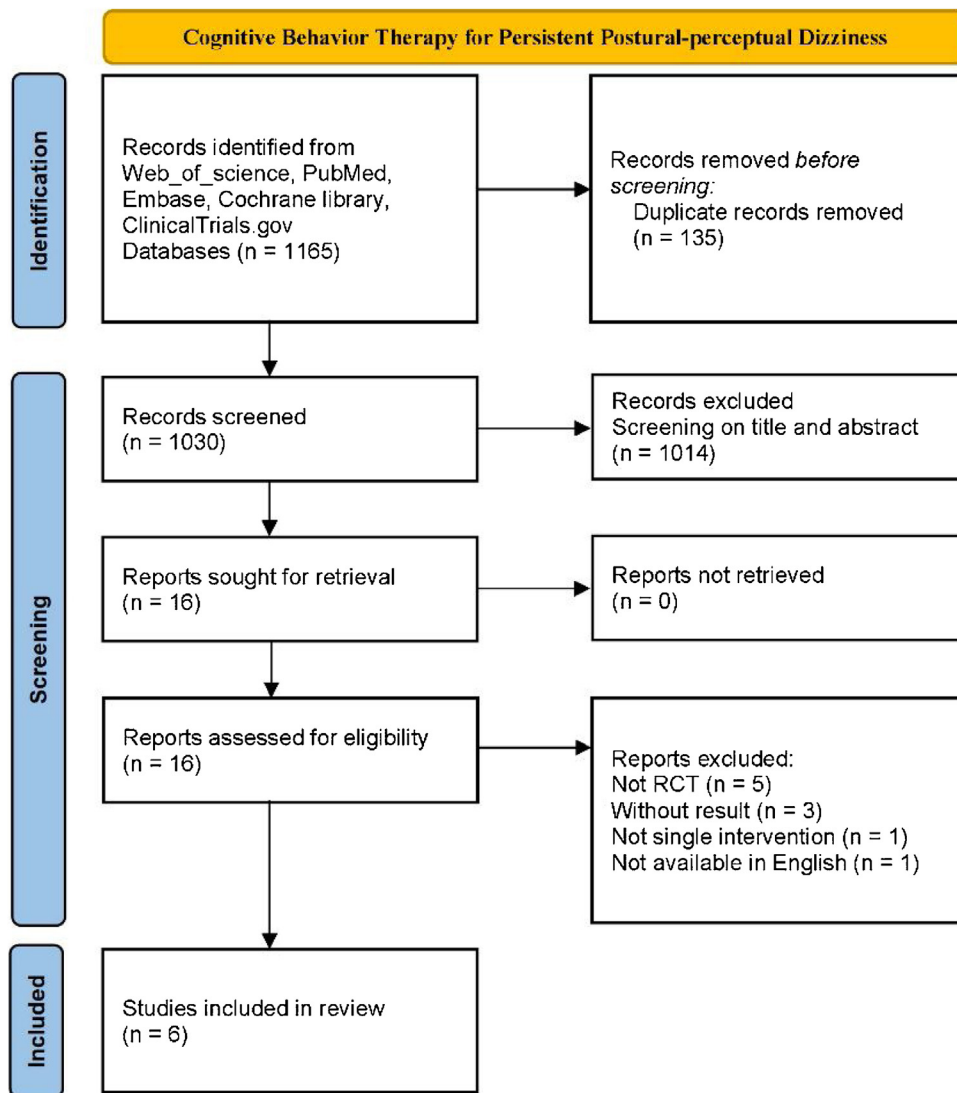 Cognitive Behavior Therapy for Persistent Postural-perceptual Dizziness
Identification
Records identified from
Web_of_science, PubMed,
Embase, Cochrane library,
ClinicalTrials.gov
Databases (n = 1165)
Records removed before
screening:
Duplicate records removed
(n = 135)
Screening
Records screened
(n = 1030)
Records excluded
Screening on title and abstract
(n = 1014)
Reports sought for retrieval
(n = 16)
Reports not retrieved
(n = 0)
Reports assessed for eligibility
(n = 16)
Reports excluded:
Not RCT (n = 5)
Without result (n = 3)
Not single intervention (n = 1)
Not available in English (n = 1)
Included
Studies included in review
(n = 6)